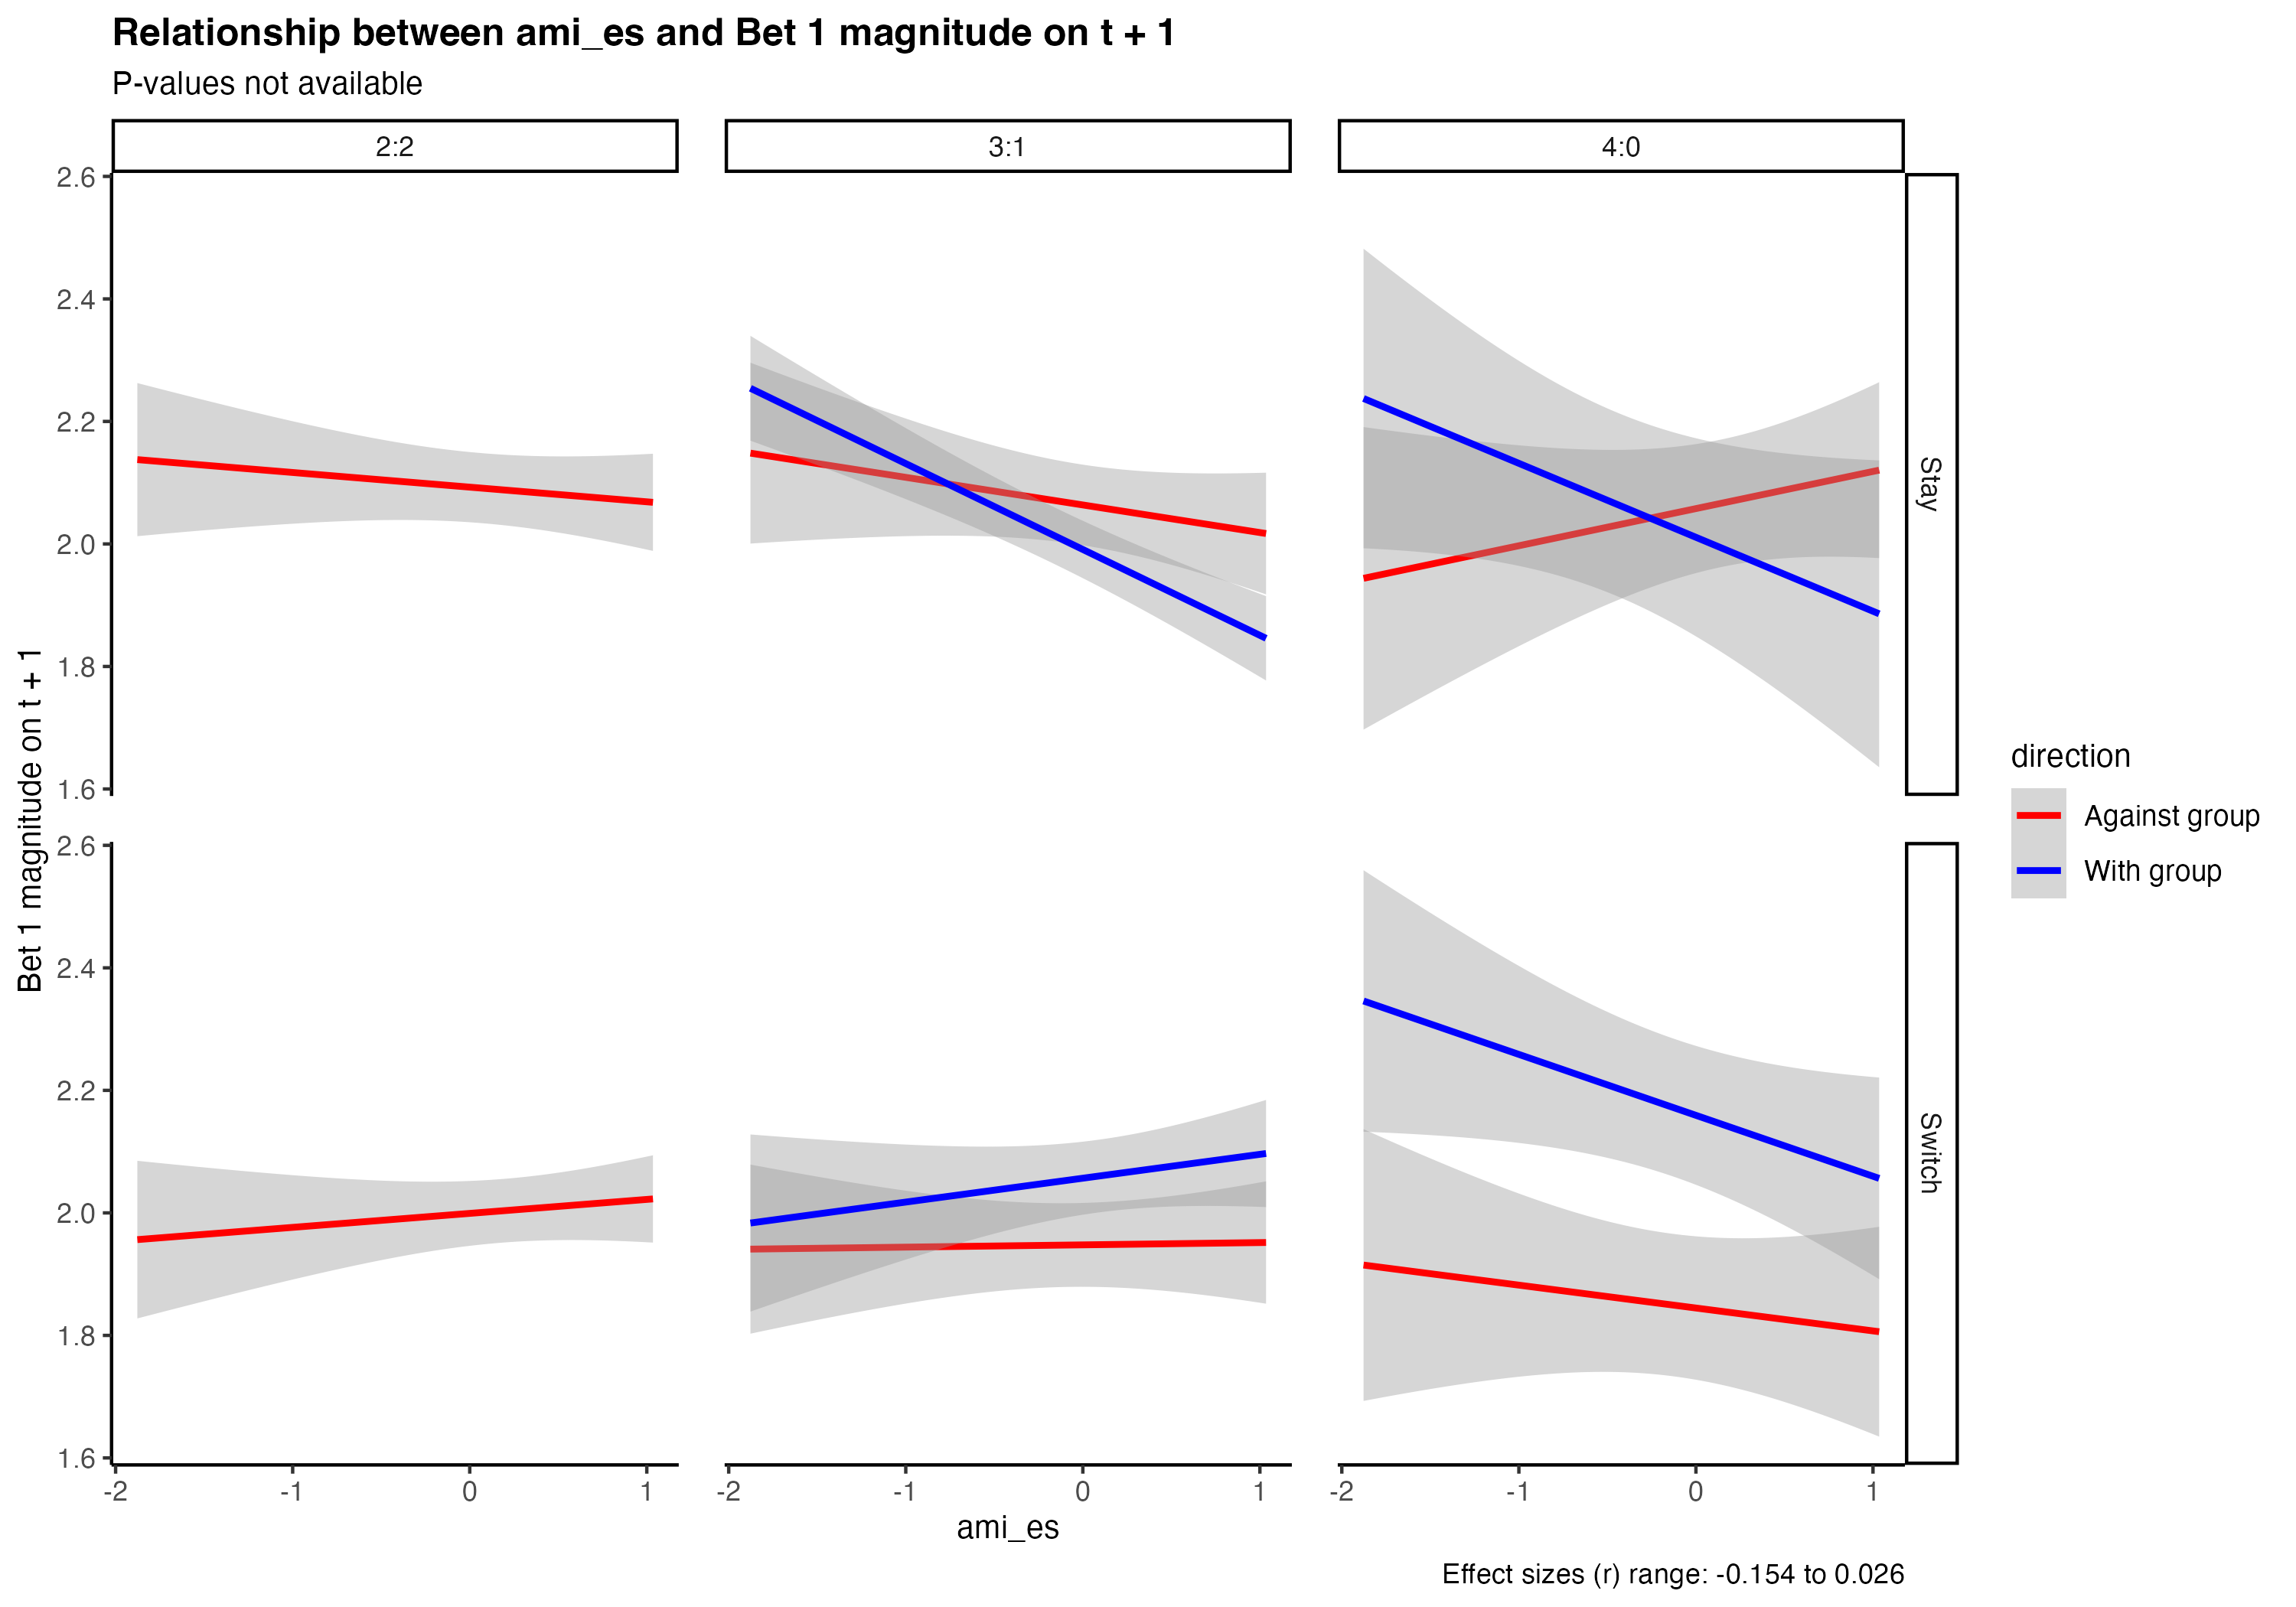 Relationship between ami_es and Bet 1 magnitude on t + 1
P-values not available
2:2
3:1
4:0
2.6
2.4
2.2
2.0
1.8
1.6
Stay
2.6
2.4
2.2
2.0
1.8
1.6
Switch
Bet 1 magnitude on t + 1
-2 -1 0 1
-2 -1 0 1
-2 -1 0 1
ami_es
direction
Against group
With group
Effect sizes (r) range: -0.154 to 0.026